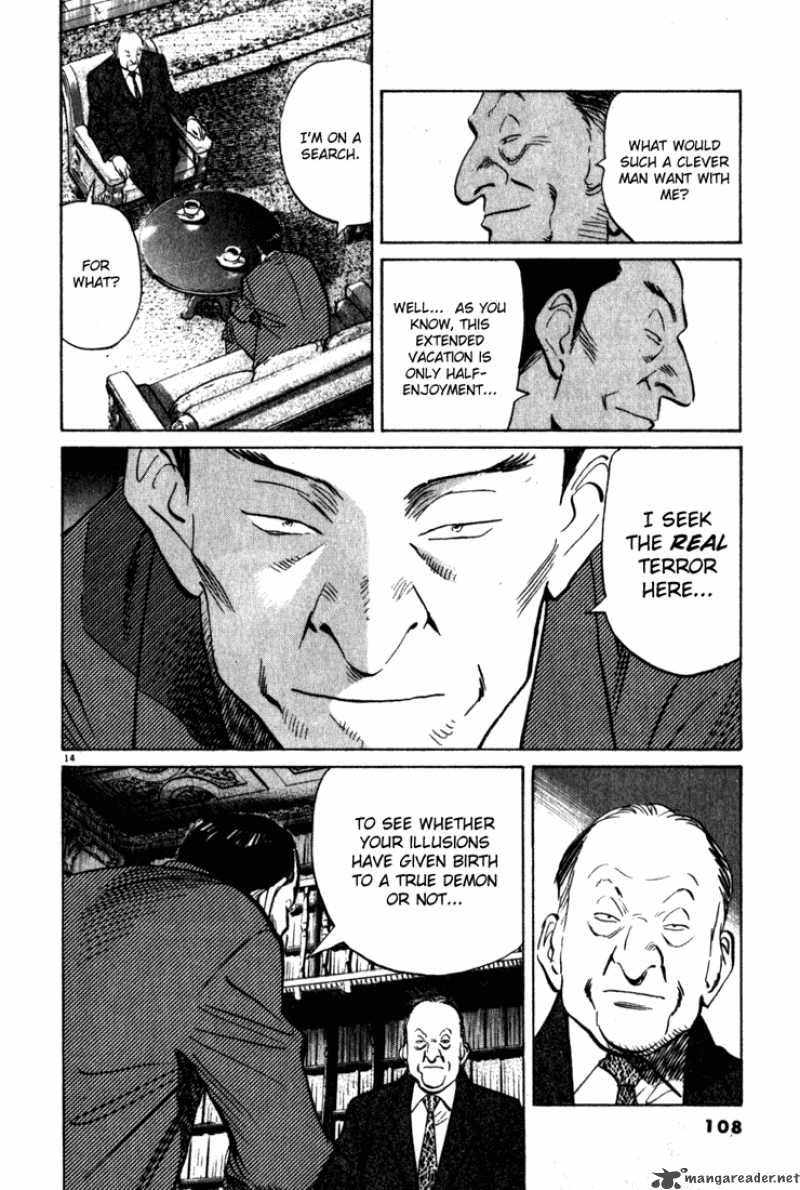 WHAT WOULD
SUCH A CLEVER
MAN WANT WITH
ME?
WELL... AS YOU
KNOW, THIS
EXTENDED
VACATION IS
ONLY HALF-
ENJOYMENT...
I'M ON A
SEARCH.
FOR
WHAT?
I SEEK
THE REAL
TERROR
HERE...
14
TO SEE WHETHER
YOUR ILLUSIONS
HAVE GIVEN BIRTH
TO A TRUE DEMON
OR NOT...
108
mangareader.net